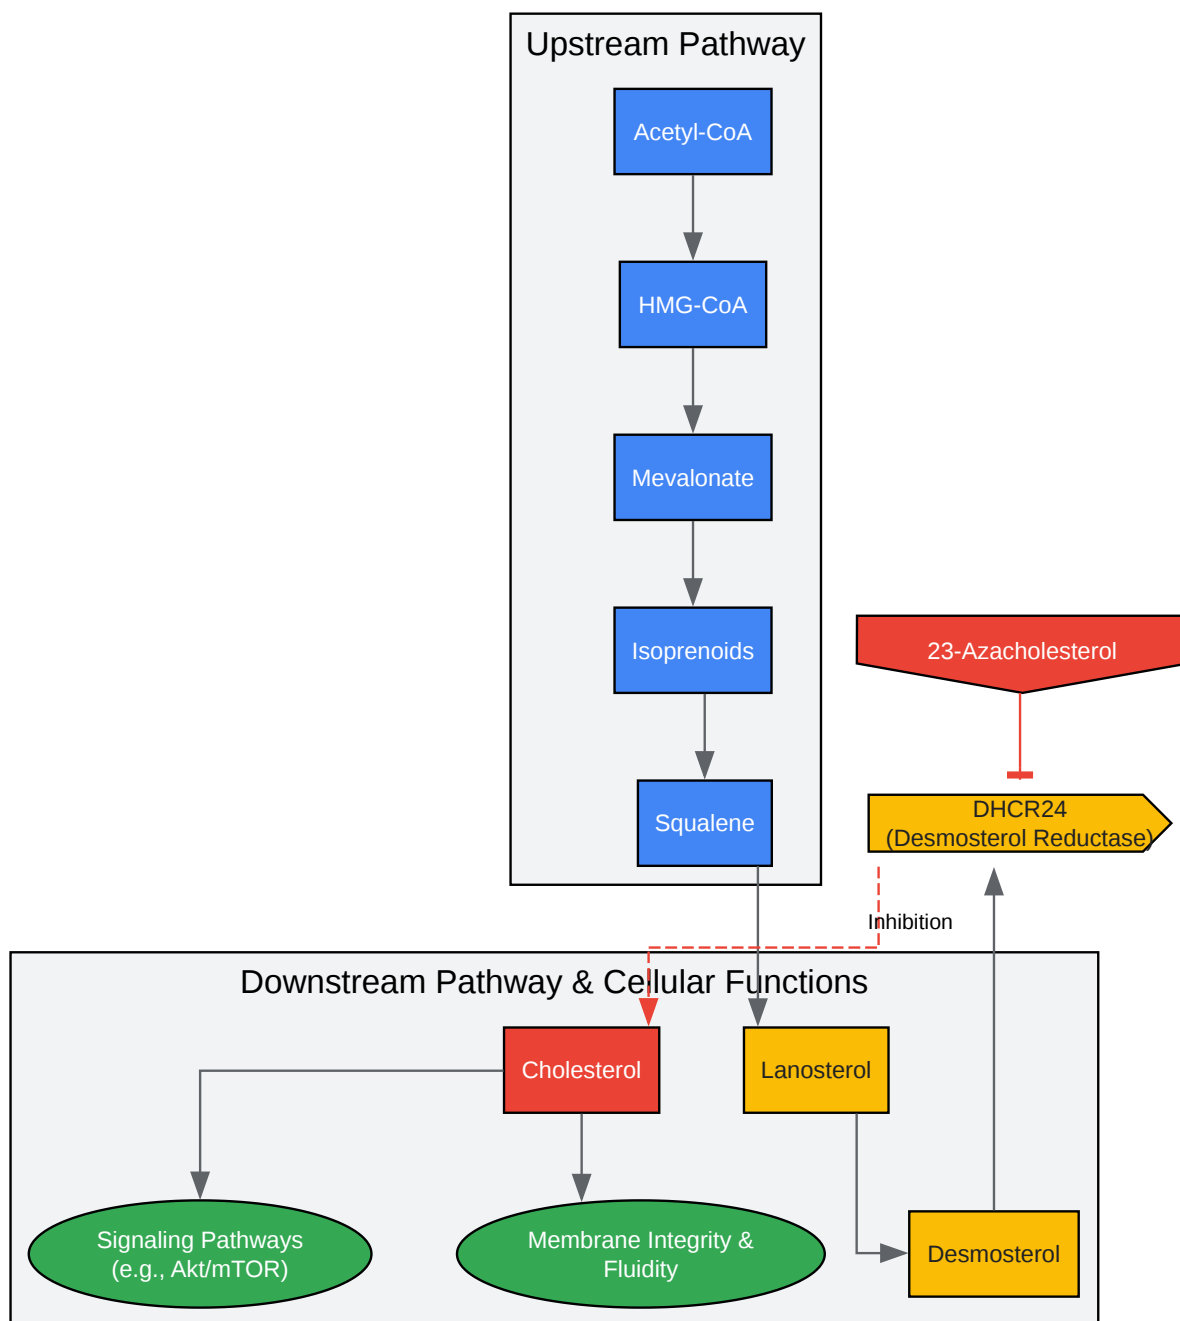 Upstream Pathway
Acetyl-CoA
HMG-CoA
Mevalonate
Isoprenoids
23-Azacholesterol
Squalene
DHCR24
(Desmosterol Reductase)
Inhibition
Downstream Pathway & Cellular Functions
Cholesterol
Lanosterol
Signaling Pathways
(e.g., Akt/mTOR)
Membrane Integrity &
Fluidity
Desmosterol